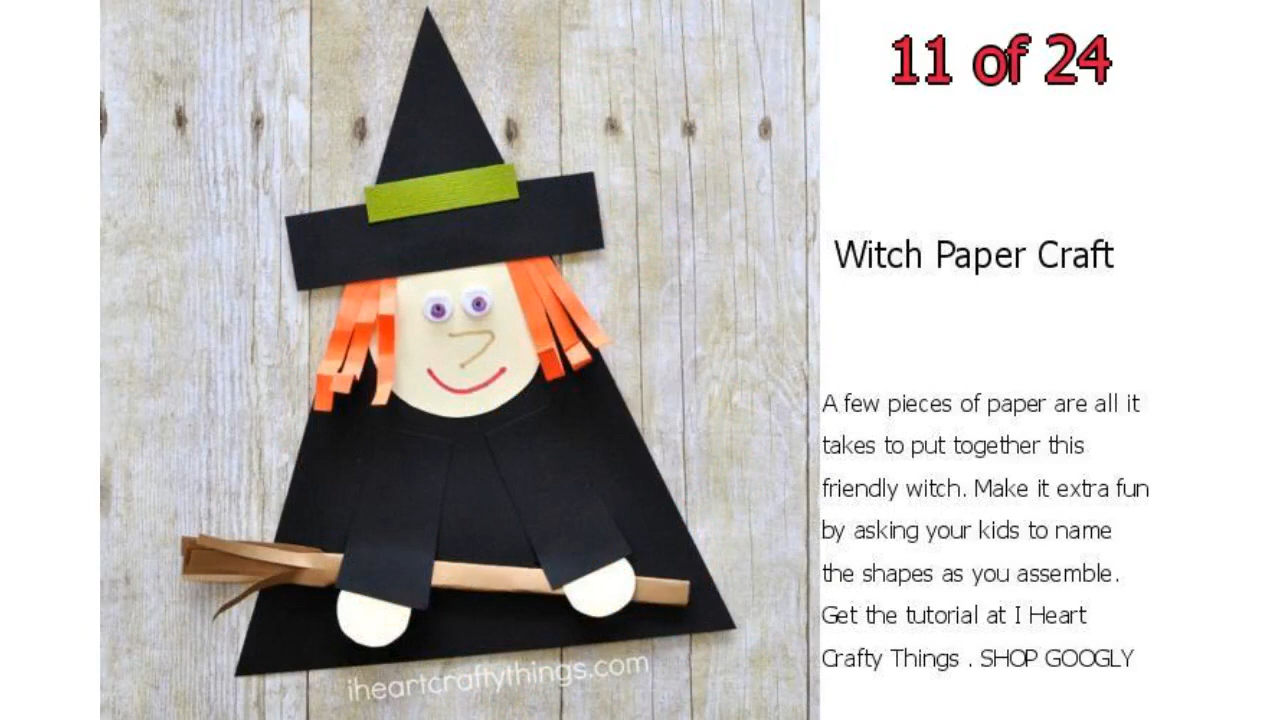 11 of 24
Witch Paper Craft
A few pieces of paper are all it
takes to put together this
friendly witch. Make it extra fun
by asking your kids to name
the shapes as you assemble.
Get the tutorial at I Heart
Crafty Things . SHOP GOOGLY
iheartcraftythings.com